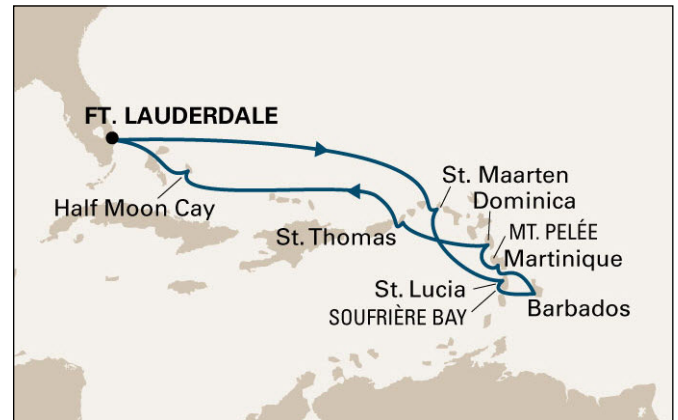 FT. LAUDERDALE
St. Maarten
Dominica
Half Moon Cay
MT. PELÉE
St. Thomas
Martinique
St. Lucia
Barbados
SOUFRIÈRE BAY